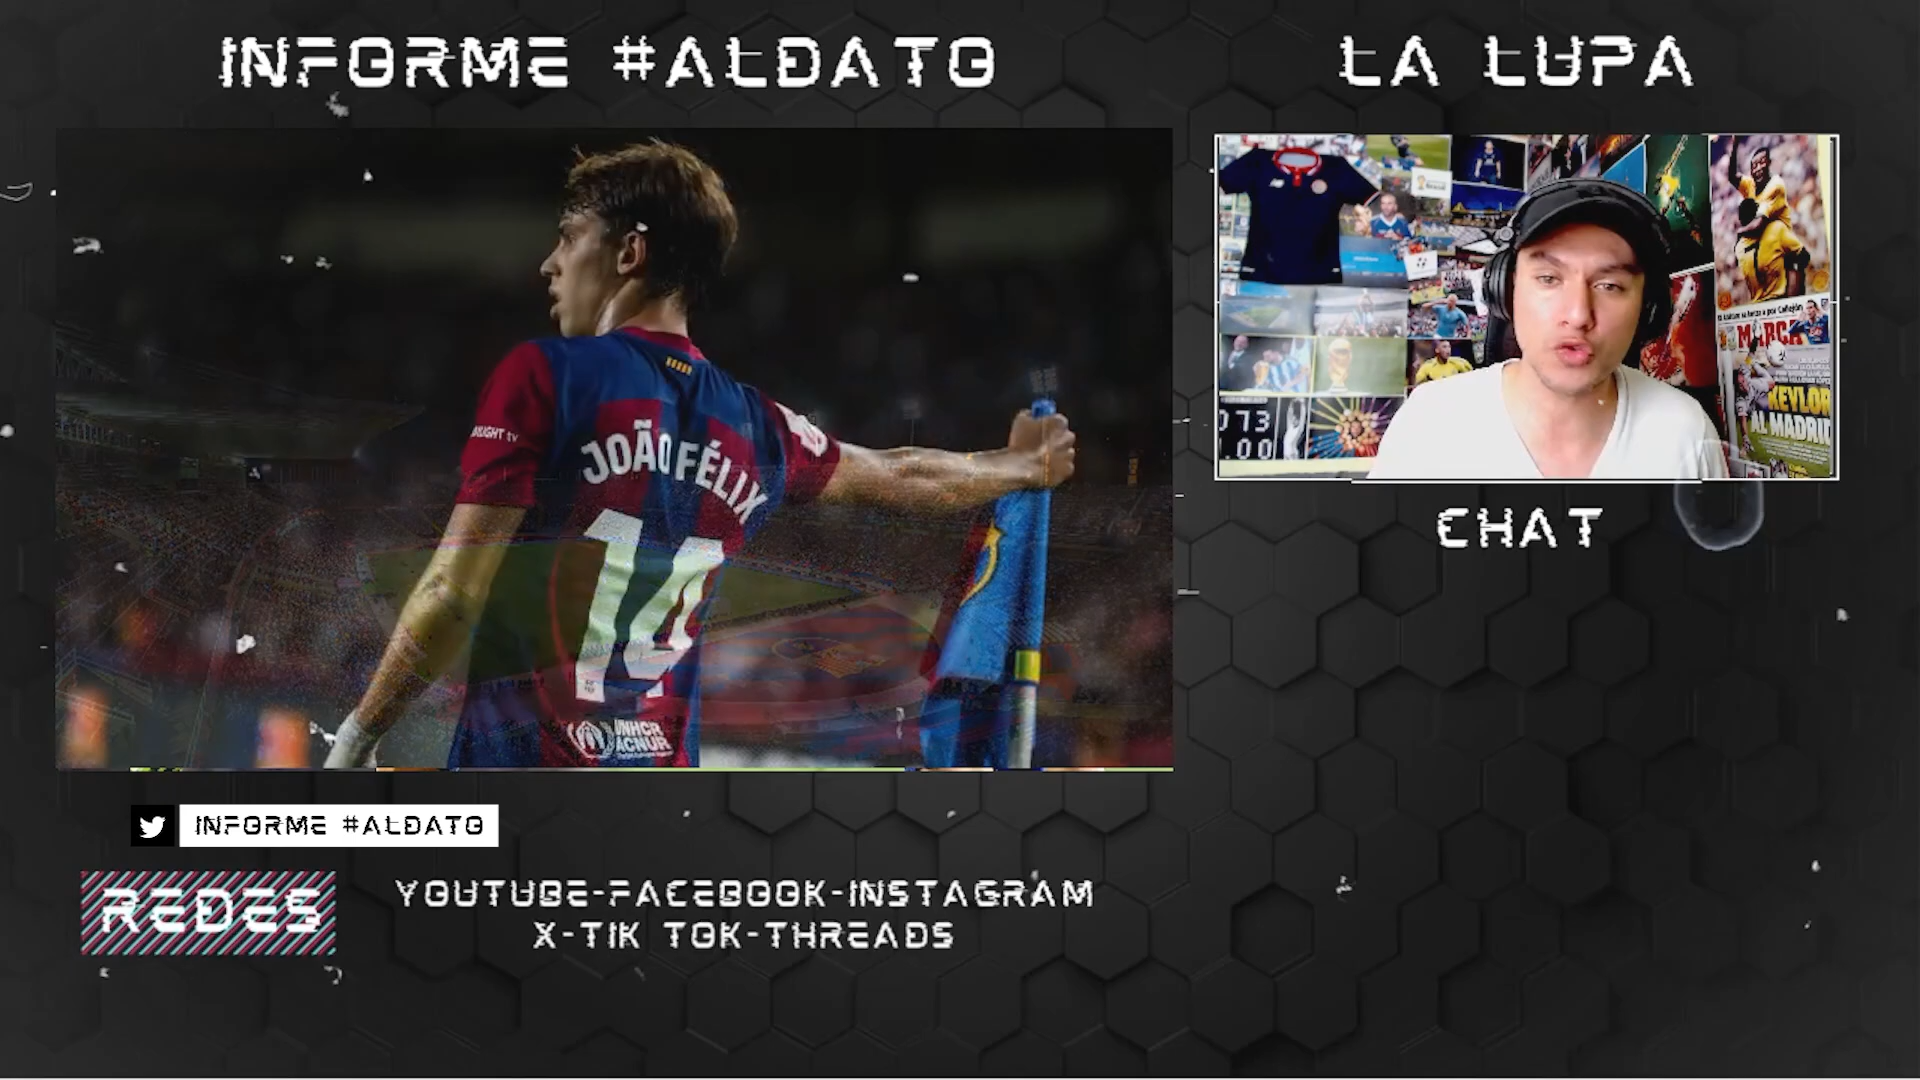 INFORME #ALDATO
LA LUPA
JOÃO FÉLIX
14
UNHCR
ACNUR
MARCA
KEYLOR
AL MADRID
CHAT
INFORME #ALDATO
REDES
YOUTUBE-FACEBOOK-INSTAGRAM
X-TIK TOK-THREADS